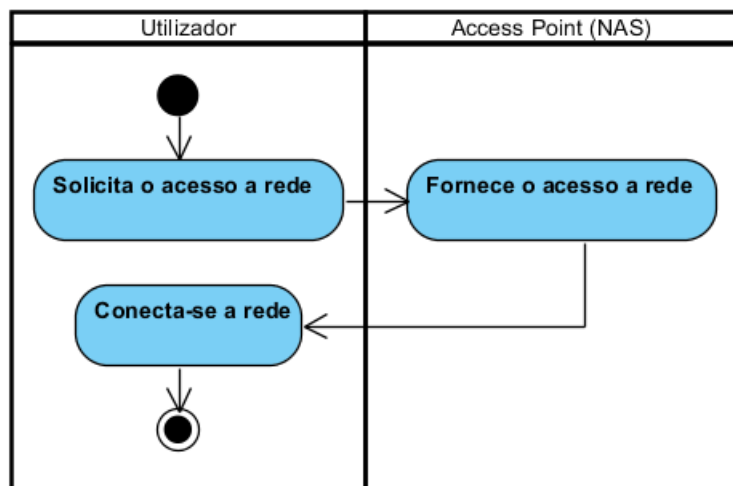 Utilizador
Access Point (NAS)
Solicita o acesso a rede
Fornece o acesso a rede
Conecta-se a rede